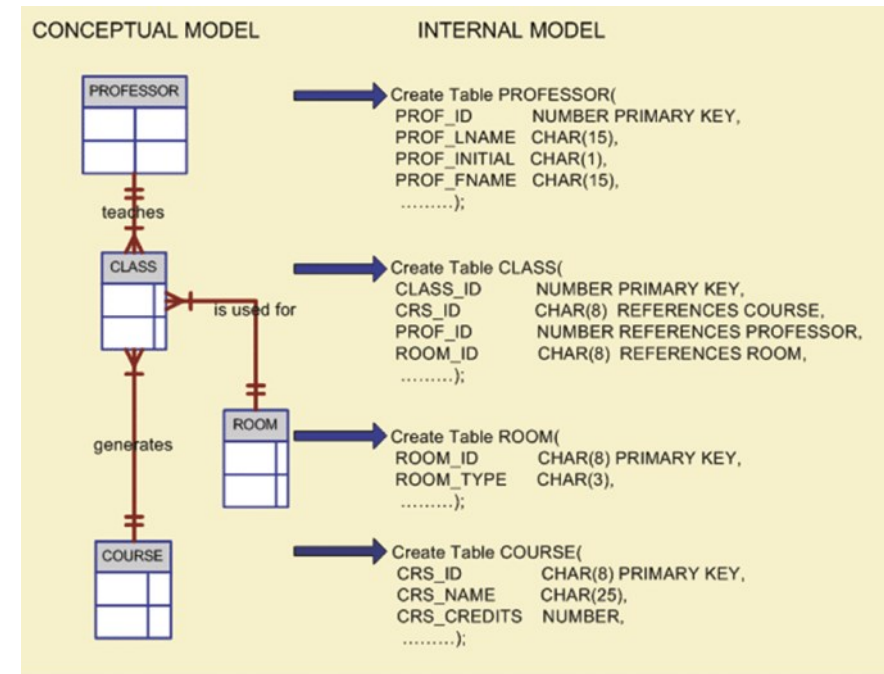 CONCEPTUAL MODEL
INTERNAL MODEL
PROFESSOR
teaches
CLASS
is used for
ROOM
generates
COURSE
Create Table PROFESSOR(
PROF_ID NUMBER PRIMARY KEY,
PROF_LNAME CHAR(15),
PROF_INITIAL CHAR(1),
PROF_FNAME CHAR(15),
.........);
Create Table CLASS(
CLASS_ID NUMBER PRIMARY KEY,
CRS_ID CHAR(8) REFERENCES COURSE,
PROF_ID NUMBER REFERENCES PROFESSOR,
ROOM_ID CHAR(8) REFERENCES ROOM,
.........);
Create Table ROOM(
ROOM_ID CHAR(8) PRIMARY KEY,
ROOM_TYPE CHAR(3),
.........);
Create Table COURSE(
CRS_ID CHAR(8) PRIMARY KEY,
CRS_NAME CHAR(25),
CRS_CREDITS NUMBER,
.........);